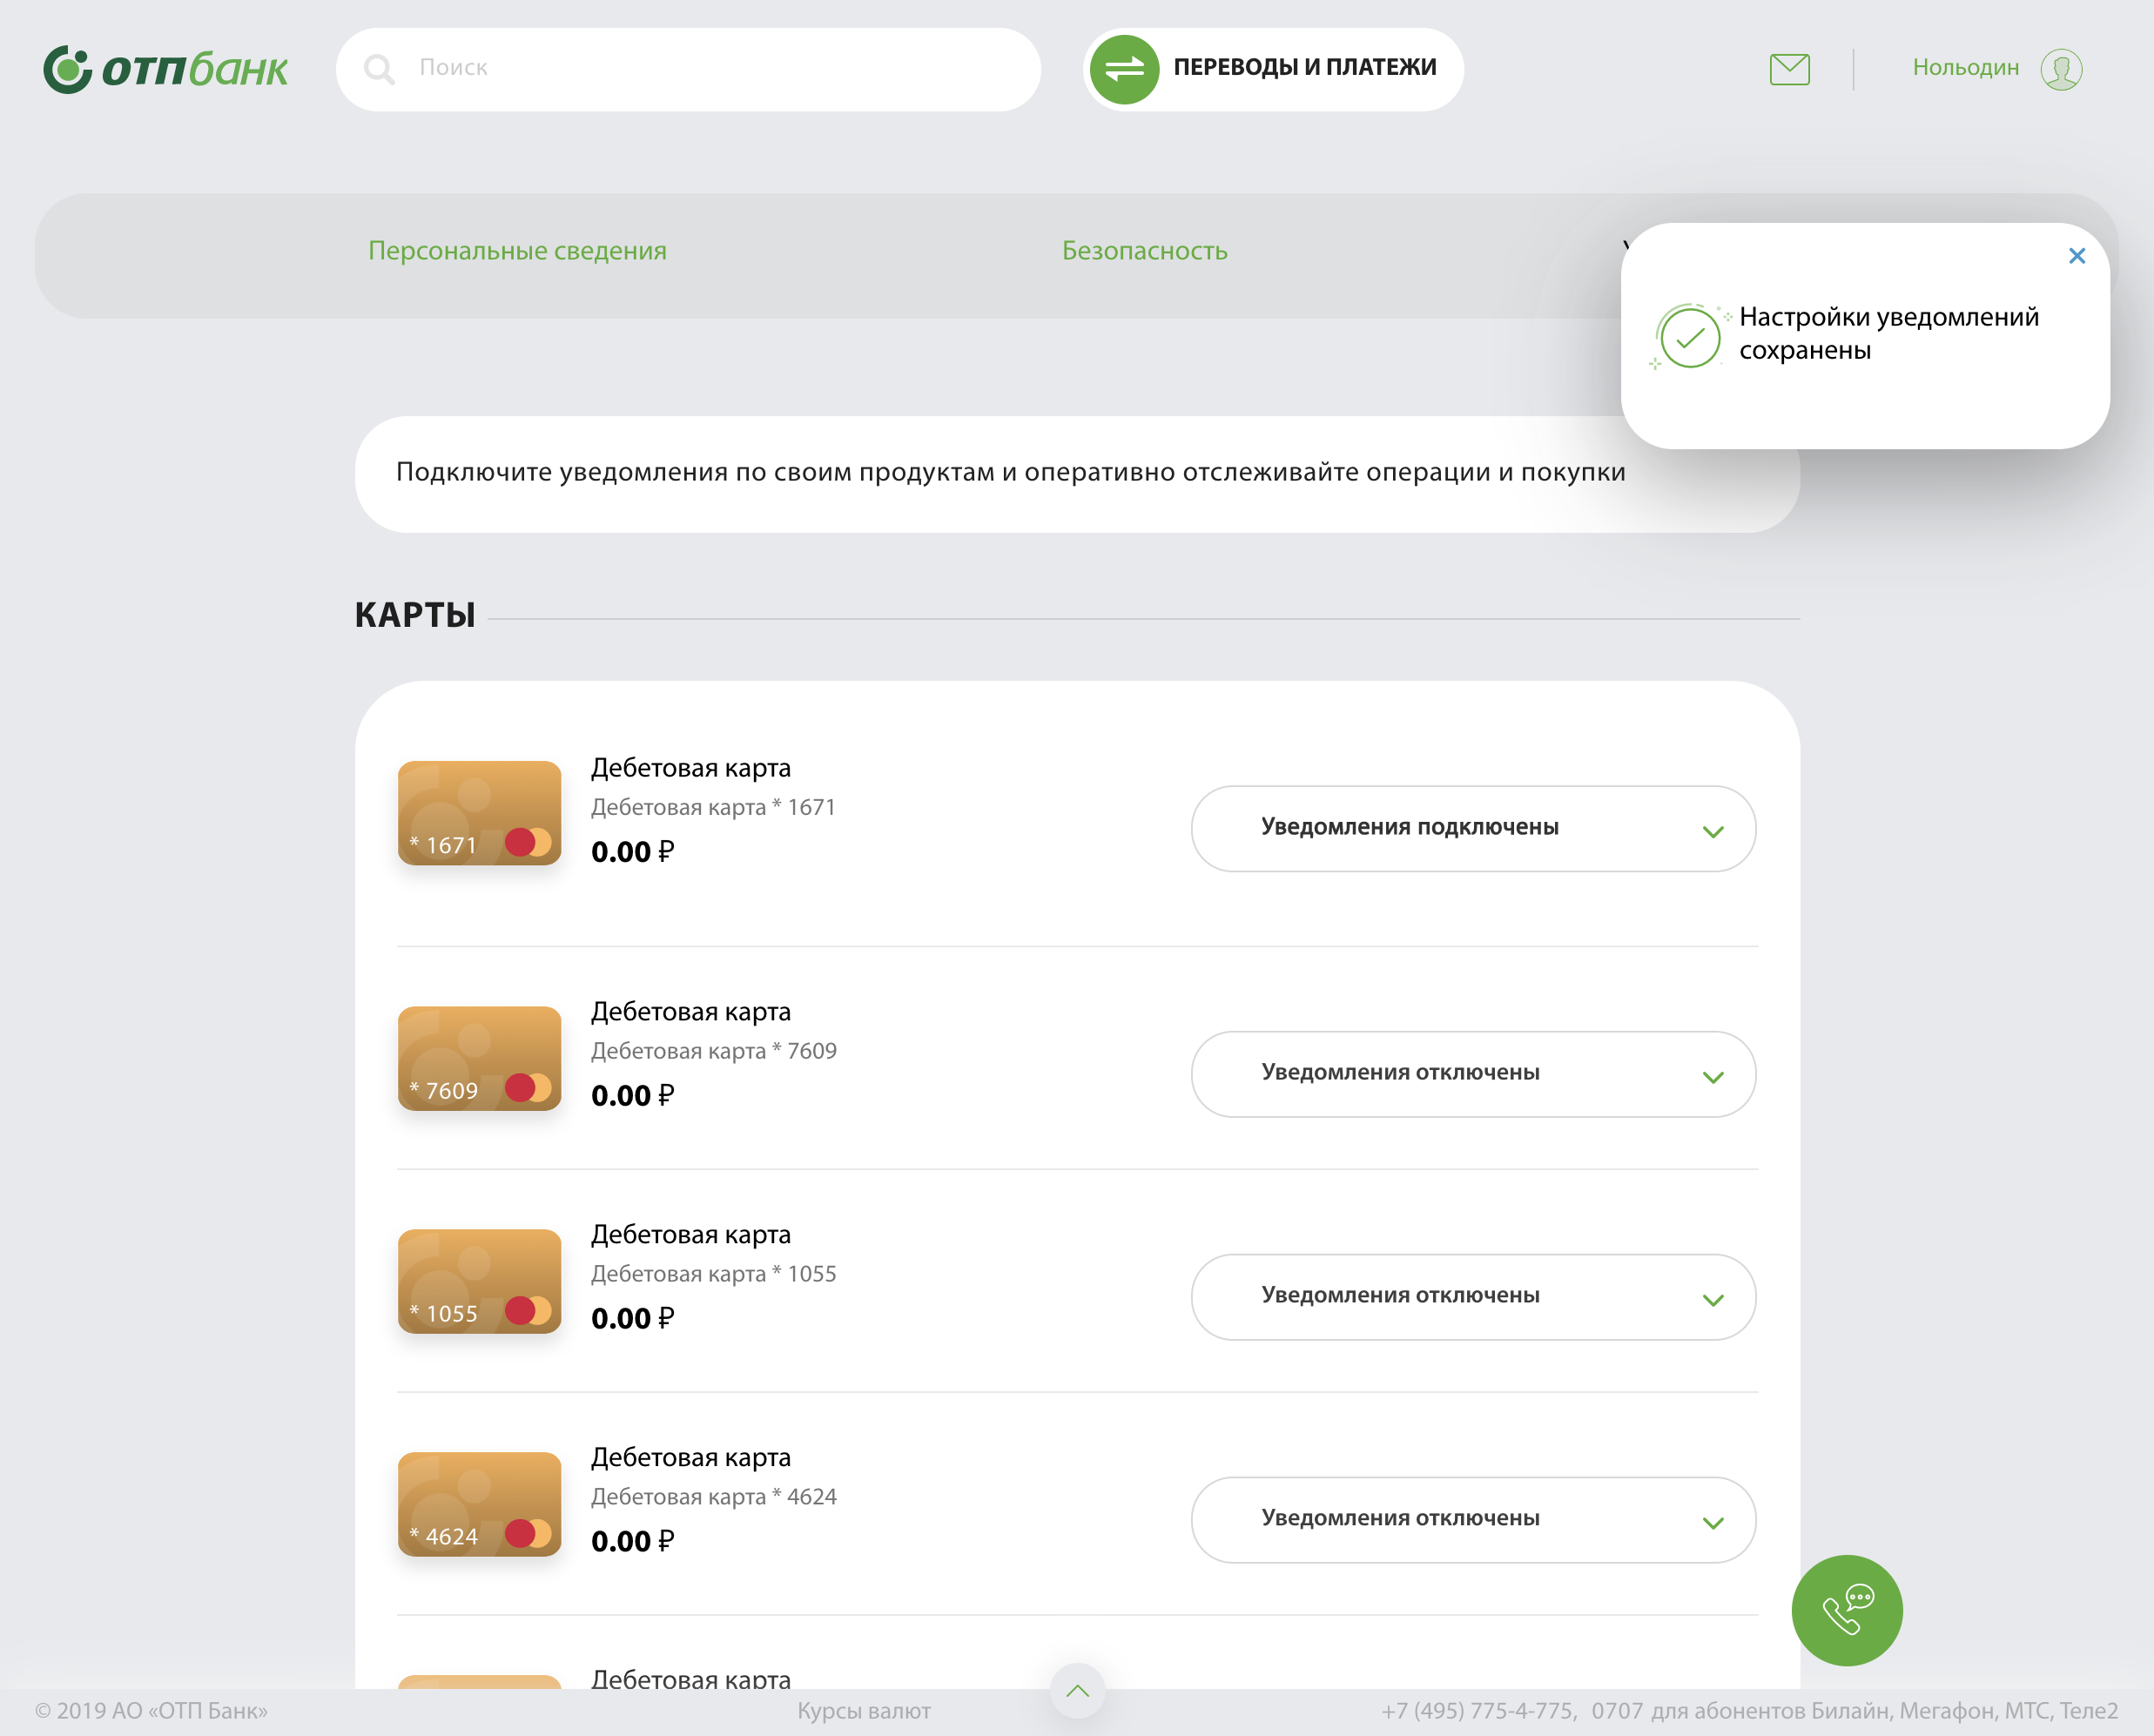 отпбанк
Поиск
ПЕРЕВОДЫ И ПЛАТЕЖИ
Нольодин
Персональные сведения
Безопасность
Настройки уведомлений
сохранены
Подключите уведомления по своим продуктам и оперативно отслеживайте операции и покупки
КАРТЫ
Дебетовая карта
Дебетовая карта * 1671
0.00 ₽
* 1671
Уведомления подключены
Дебетовая карта
Дебетовая карта * 7609
0.00 ₽
* 7609
Уведомления отключены
Дебетовая карта
Дебетовая карта * 1055
0.00 ₽
* 1055
Уведомления отключены
Дебетовая карта
Дебетовая карта * 4624
0.00 ₽
* 4624
Уведомления отключены
Дебетовая карта
© 2019 АО «ОТП Банк»
Курсы валют
+7 (495) 775-4-775, 0707 для абонентов Билайн, Мегафон, МТС, Теле2